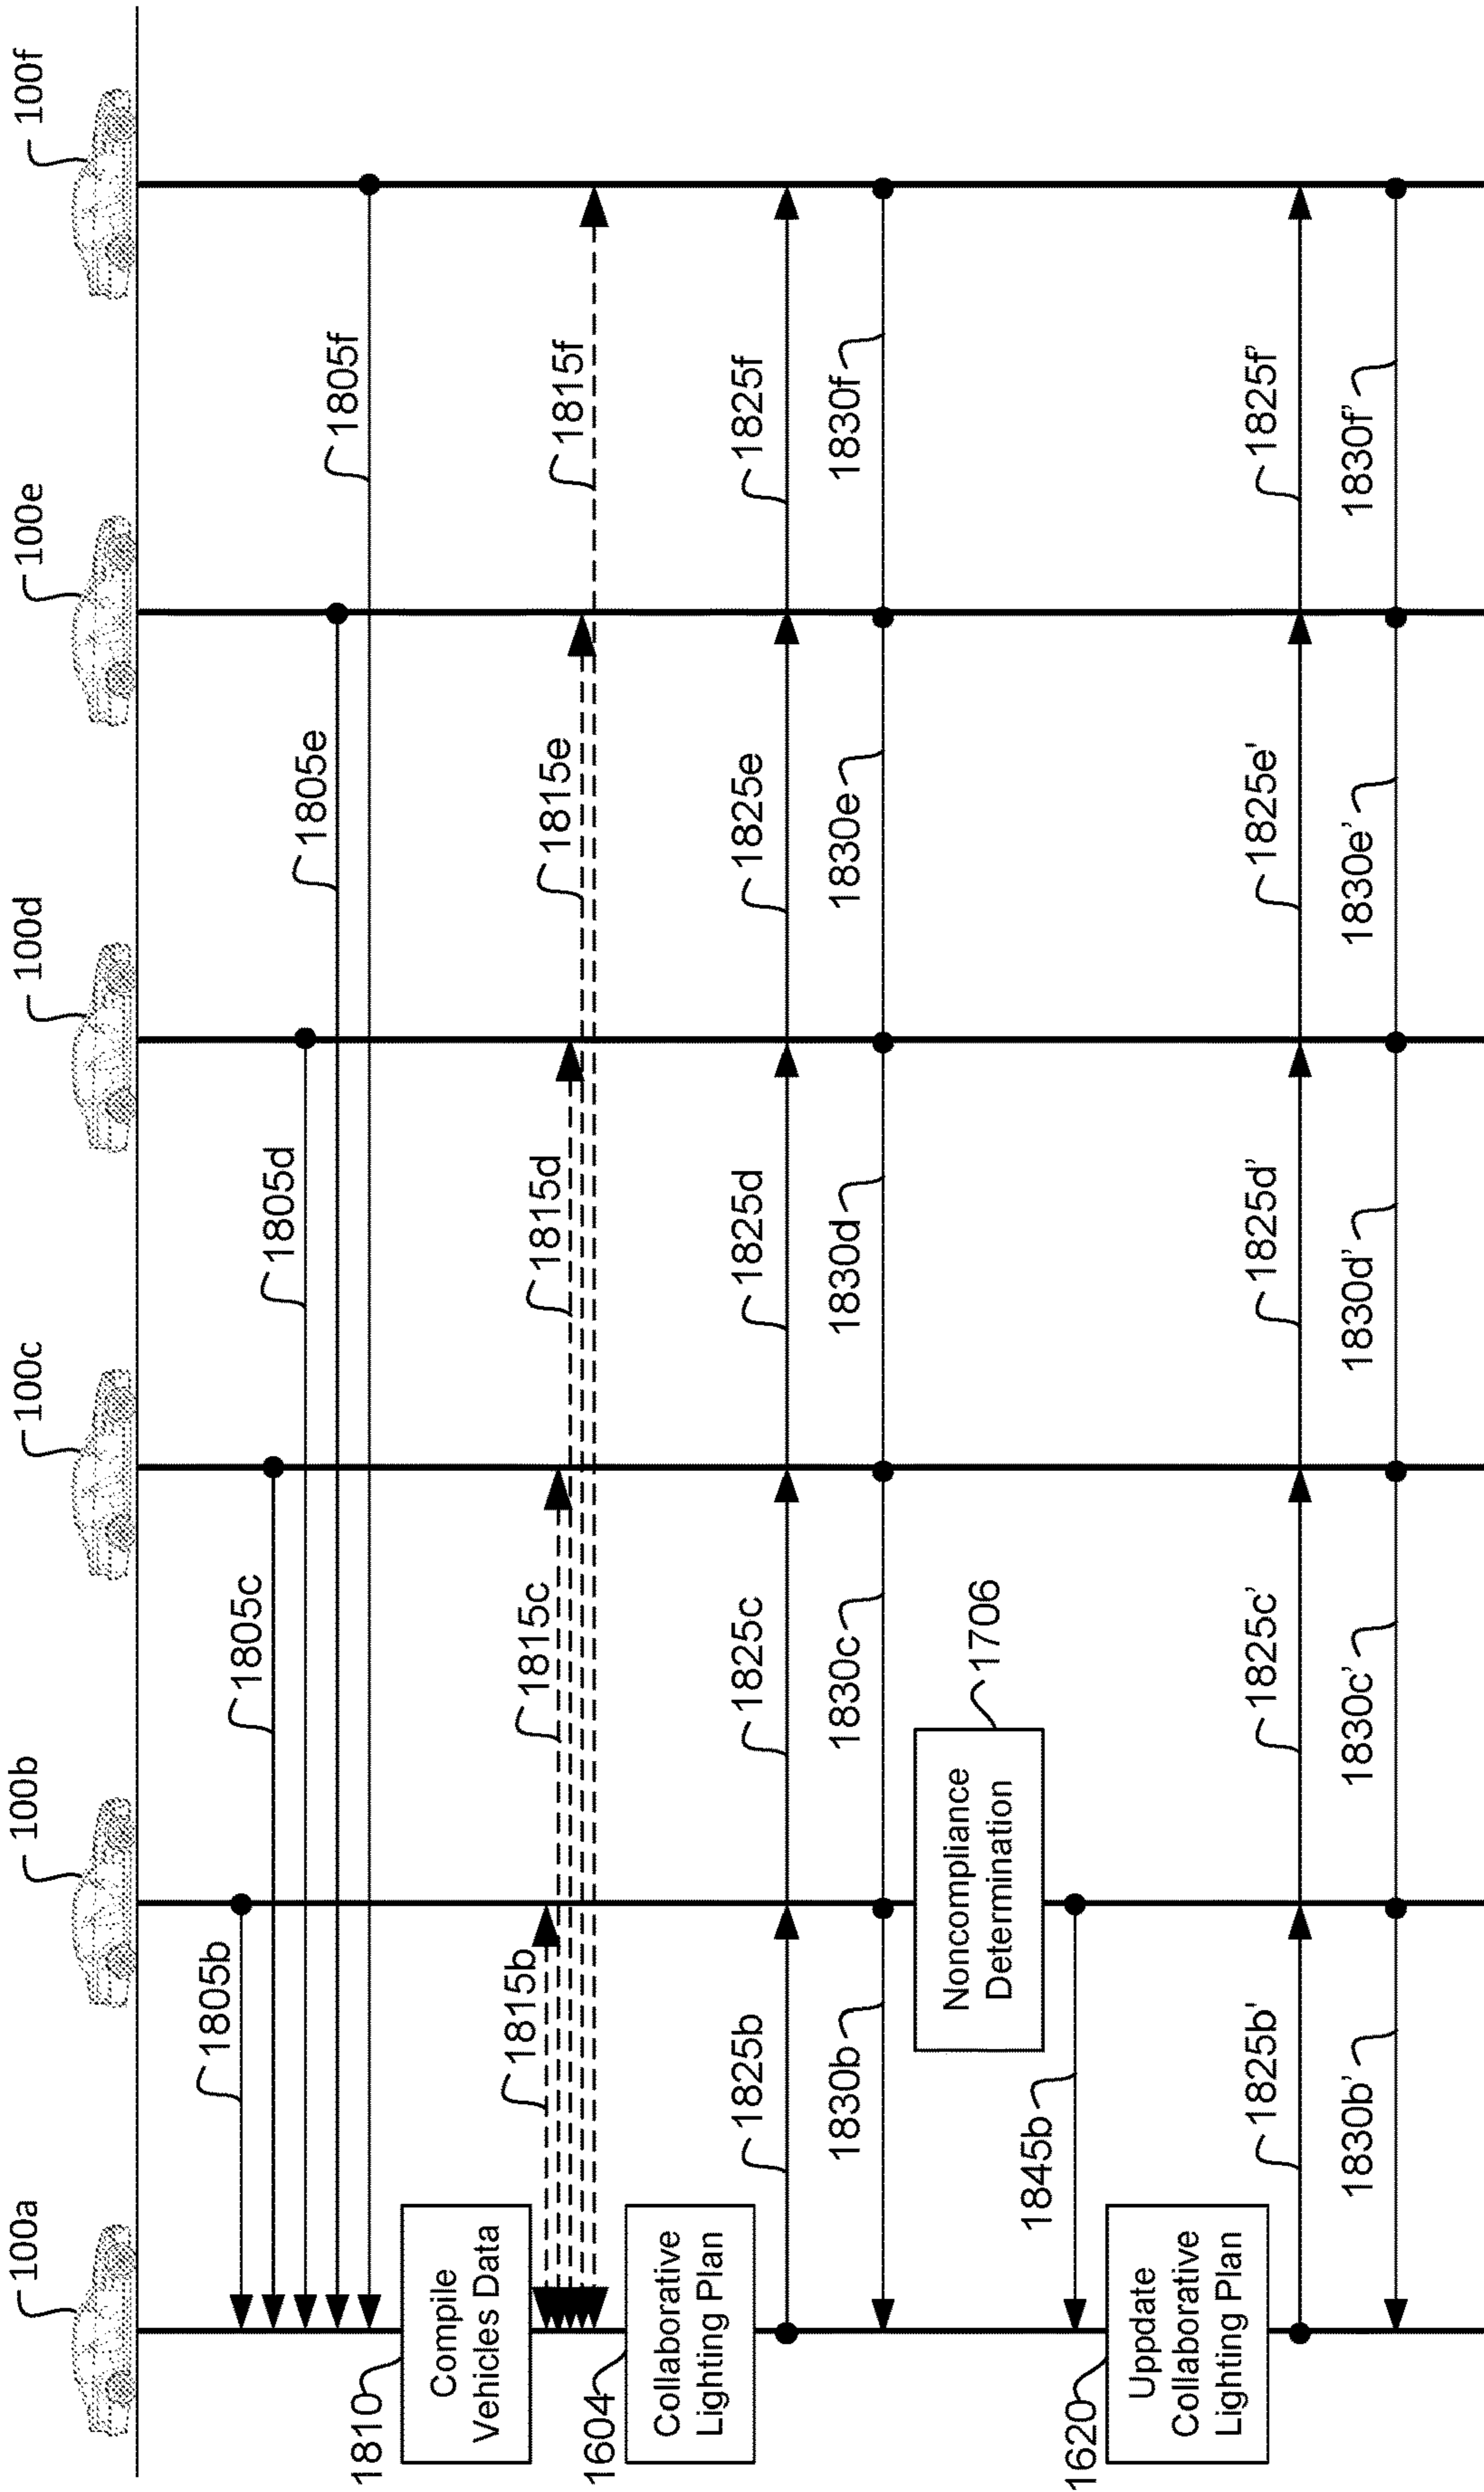 100a
100b
100c
100d
100e
100f
1805b
1805c
1805d
1805e
1805f
1810
Compile
Vehicles Data
1815b
1815c
1815d
1815e
1815f
1604
Collaborative
Lighting Plan
1825b
1825c
1825d
1825e
1825f
1830b
1830c
1830d
1830e
1830f
Noncompliance
Determination
1706
1845b
1620
Uppdate
Collaborative
Lighting Plan
1825b'
1825c'
1825d'
1825e'
1825f'
1830b'
1830c'
1830d'
1830e'
1830f'